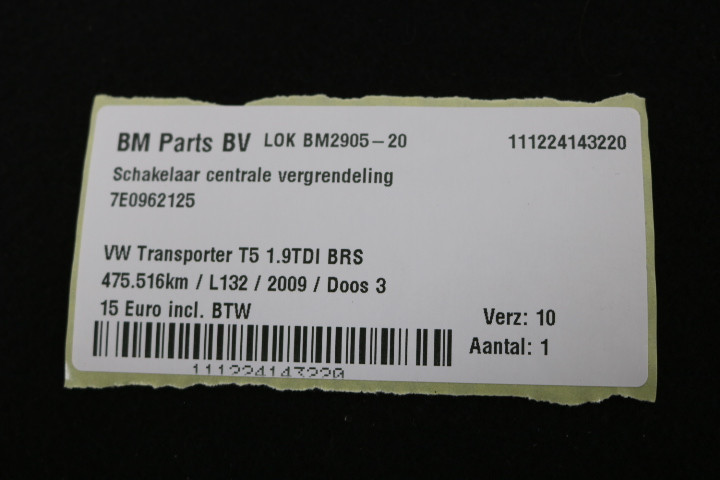 BM Parts BV LOK BM2905-20 111224143220
Schakelaar centrale vergrendeling
7E0962125
VW Transporter T5 1.9TDI BRS
475.516km / L132 / 2009 / Doos 3
15 Euro incl. BTW
Verz: 10
Aantal: 1
111224143220